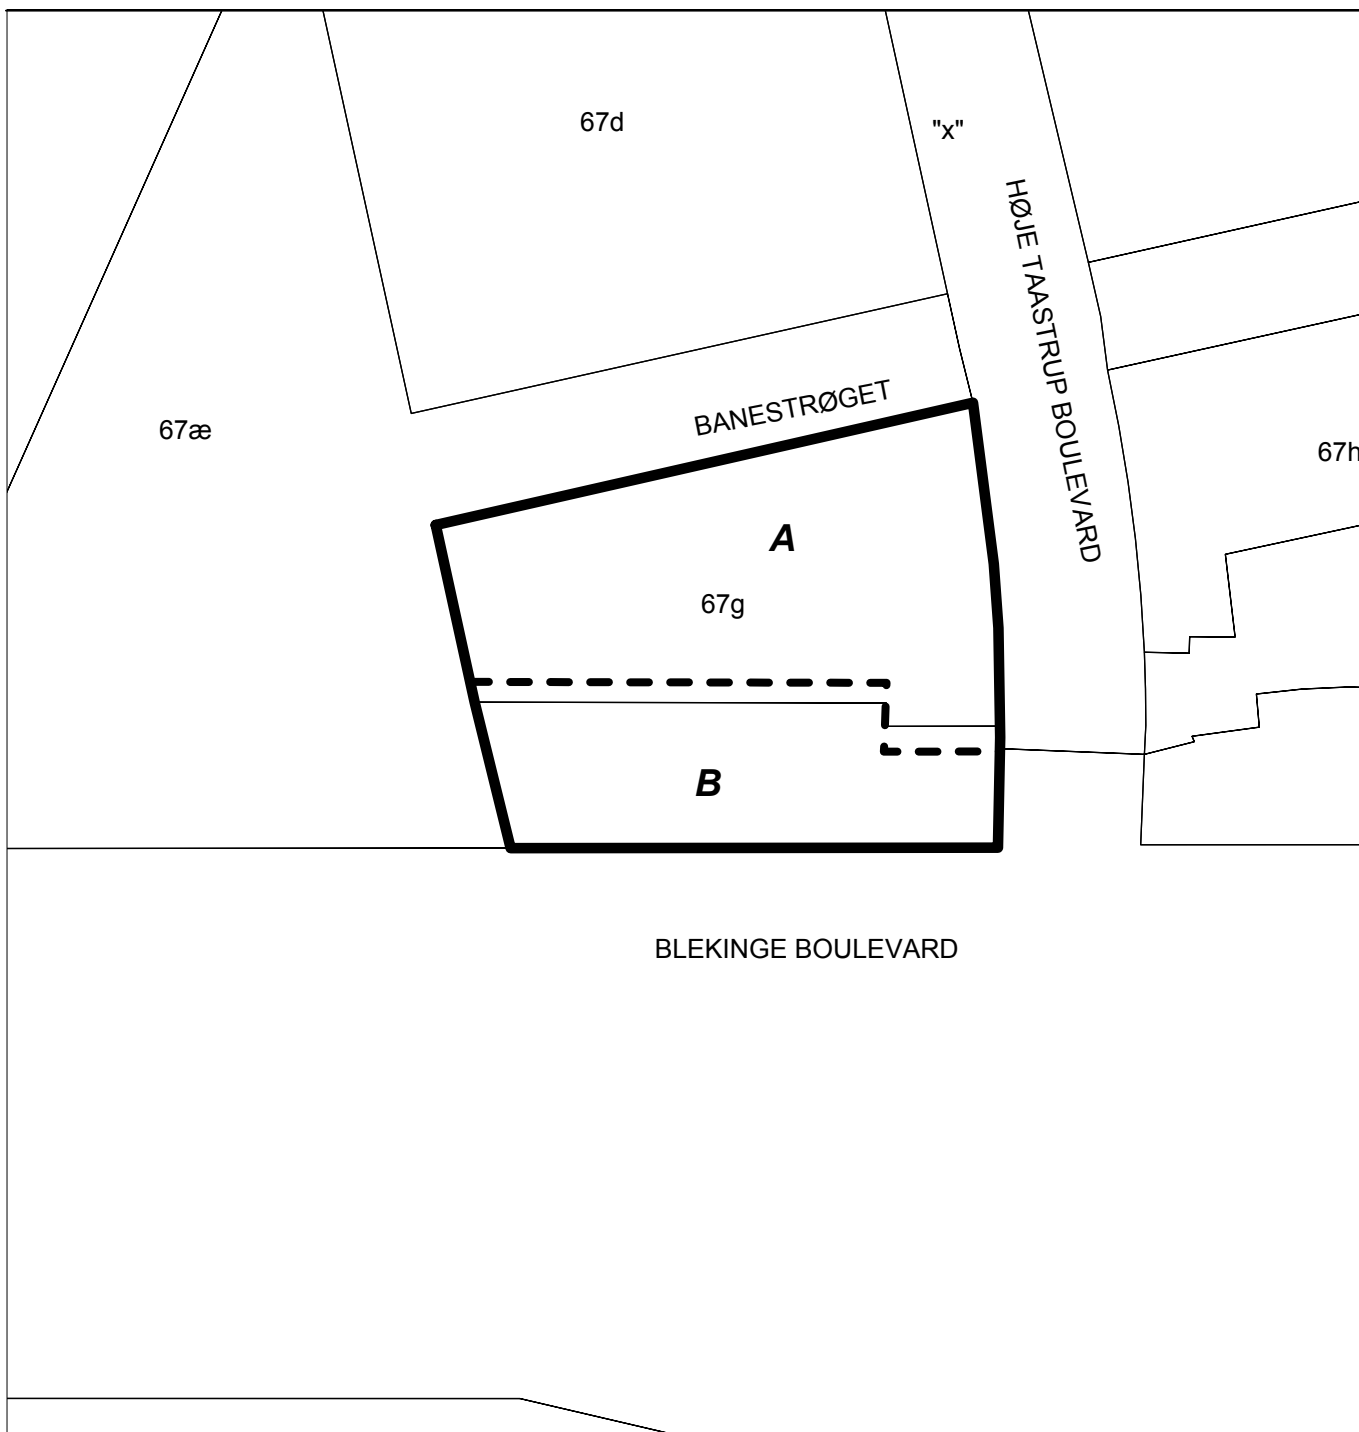 67d
"x"
HØJE TAASTRUP BOULEVARD
BANESTRØGET
67æ
67h
A
67g
B
BLEKINGE BOULEVARD